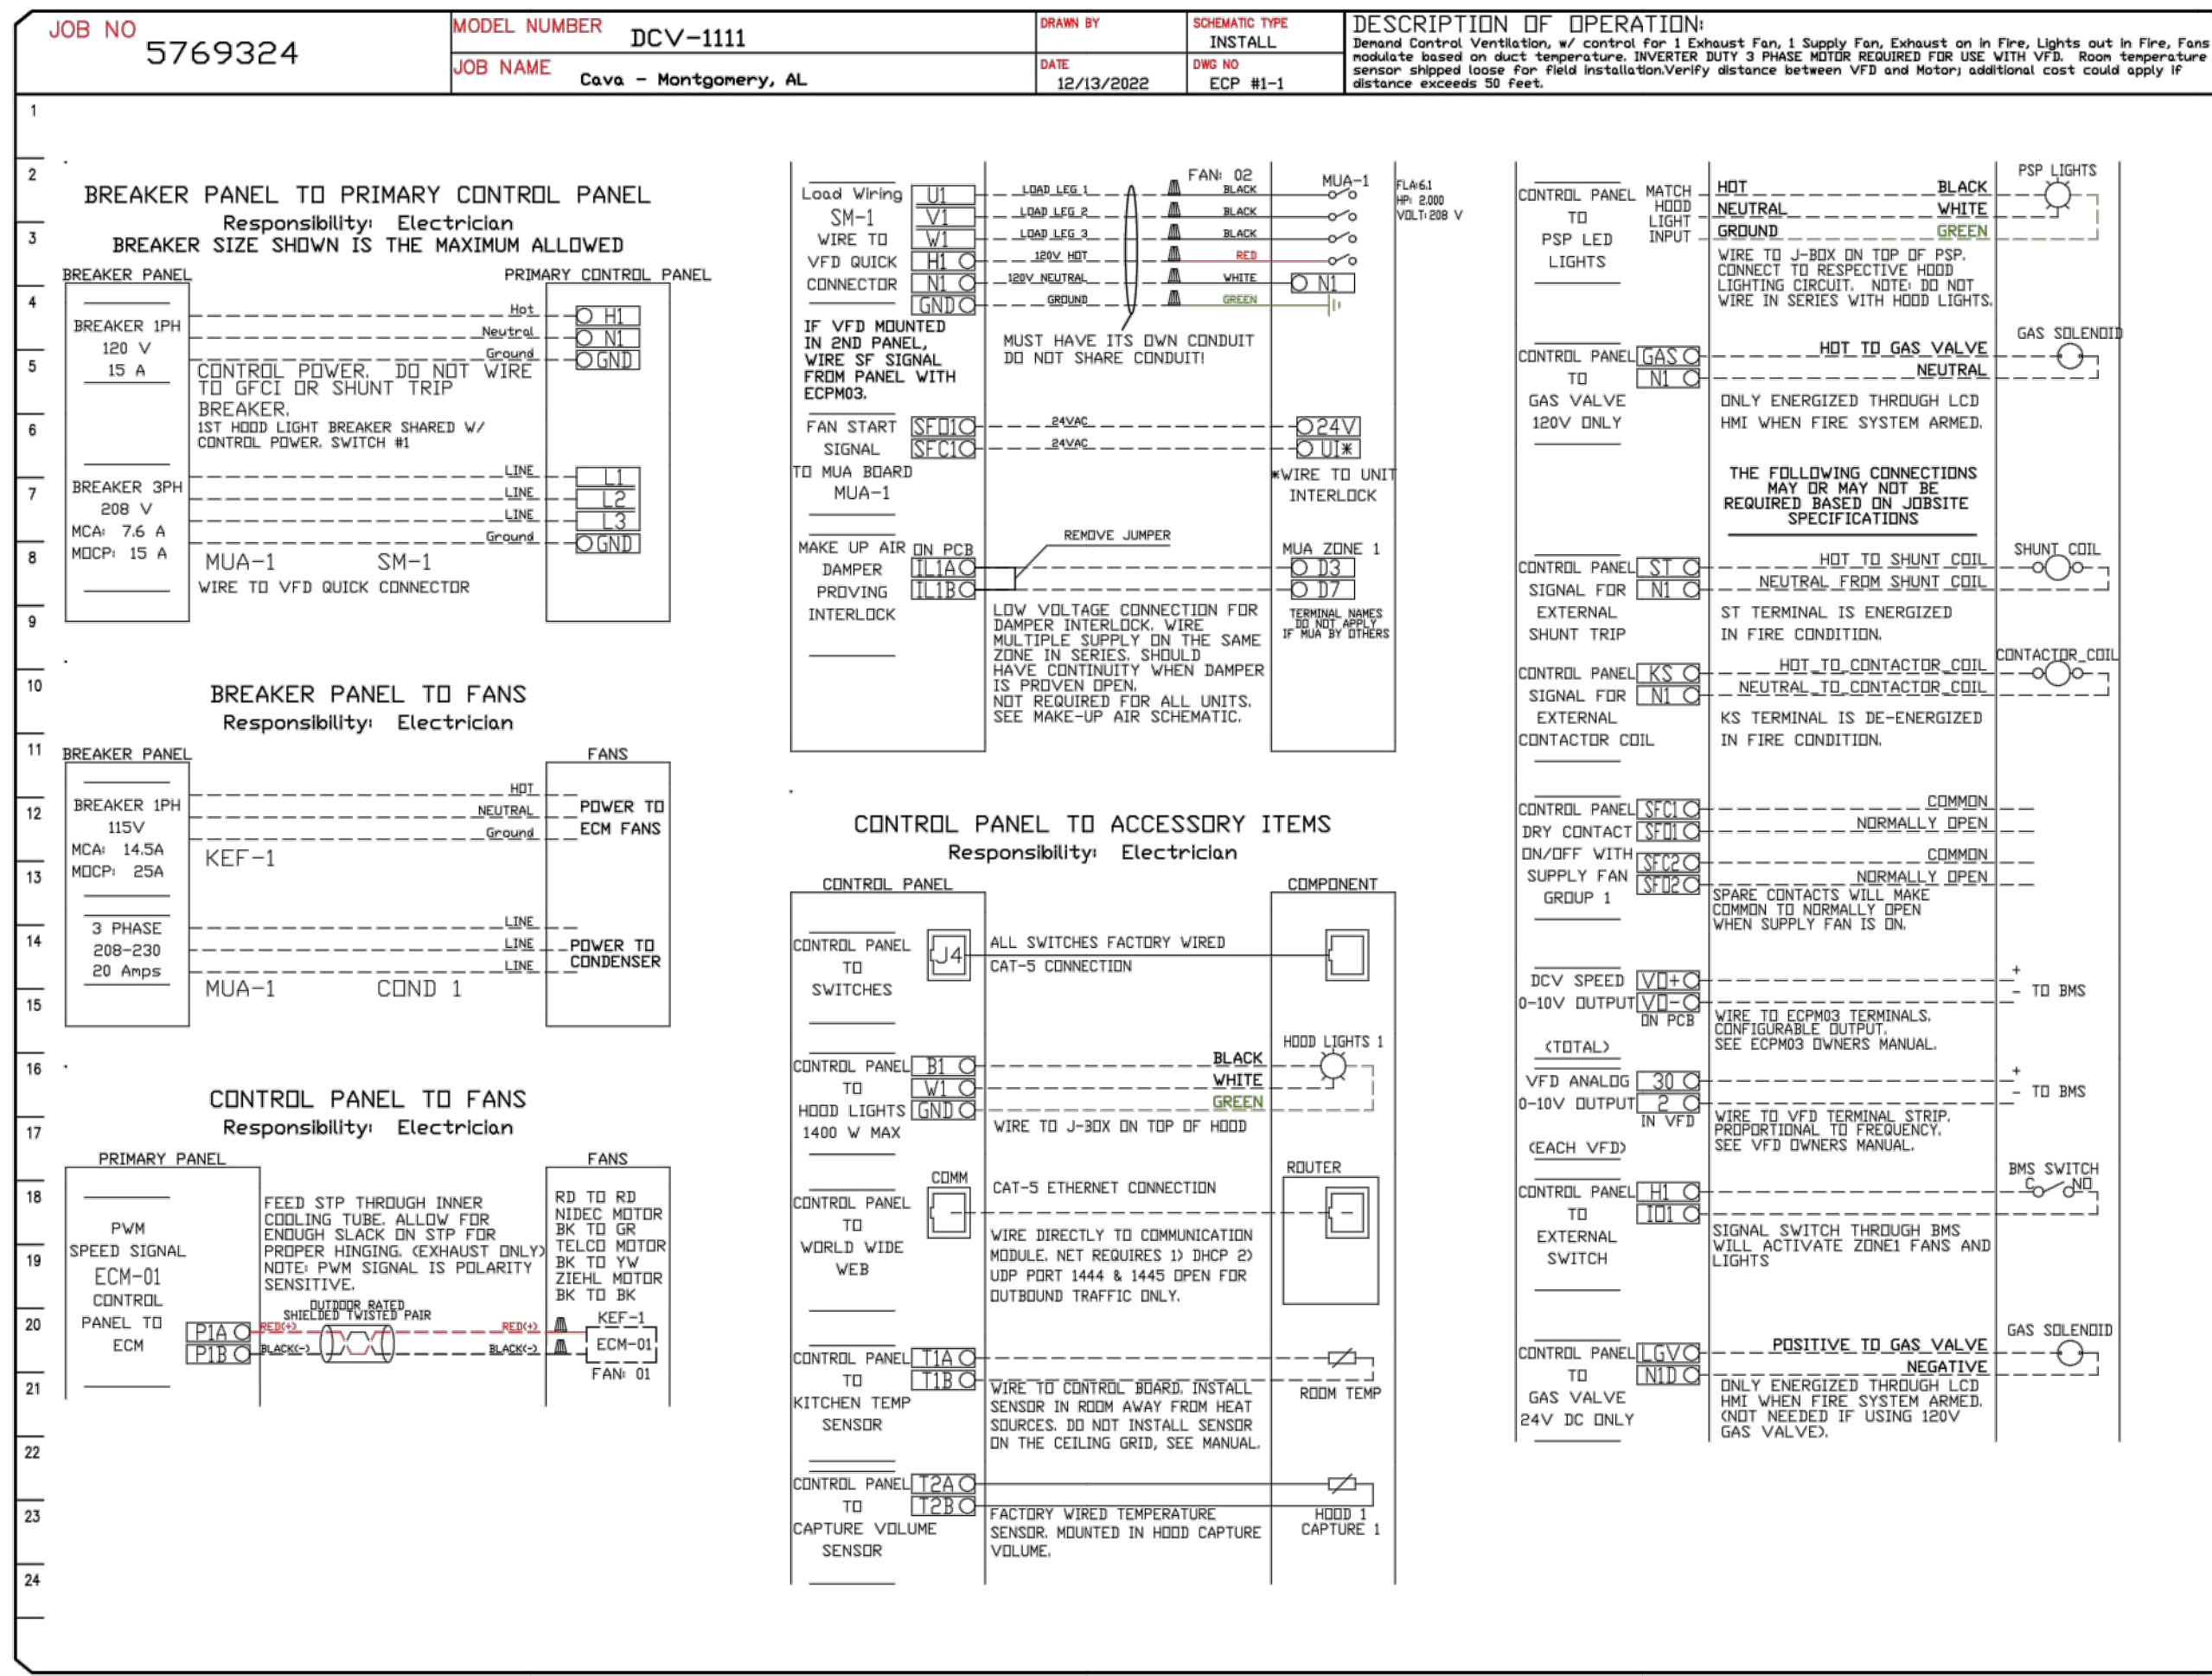 JOB NO
5769324
MODEL NUMBER
DCV-1111
JOB NAME
Cava - Montgomery, AL
DRAWN BY
DATE
12/13/2022
SCHEMATIC TYPE
INSTALL
DWG NO
ECP #1-1
DESCRIPTION OF OPERATION:
Demand Control Ventilation, w/ control for 1 Exhaust Fan, 1 Supply Fan, Exhaust on in Fire, Lights out in Fire, Fans
modulate based on duct temperature. INVERTER DUTY 3 PHASE MOTOR REQUIRED FOR USE WITH VFD. Room temperature
sensor shipped loose for field installation.Verify distance between VFD and Motor; additional cost could apply if
distance exceeds 50 feet.
1
2
3
4
5
6
7
8
9
10
11
12
13
14
15
16
17
18
19
20
21
22
23
24
BREAKER PANEL TO PRIMARY CONTROL PANEL
Responsibility: Electrician
BREAKER SIZE SHOWN IS THE MAXIMUM ALLOWED
BREAKER PANEL
PRIMARY CONTROL PANEL
BREAKER 1PH
120 V
15 A
Hot
H1
Neutral
N1
Ground
GND
CONTROL POWER. DO NOT WIRE
TO GFCI OR SHUNT TRIP
BREAKER.
1ST HOOD LIGHT BREAKER SHARED W/
CONTROL POWER. SWITCH #1
BREAKER 3PH
208 V
MCA: 7.6 A
MOCP: 15 A
LINE
L1
LINE
L2
LINE
L3
Ground
GND
MUA-1 SM-1
WIRE TO VFD QUICK CONNECTOR
BREAKER PANEL TO FANS
Responsibility: Electrician
BREAKER PANEL
FANS
BREAKER 1PH
115V
MCA: 14.5A
MOCP: 25A
HOT
NEUTRAL
Ground
POWER TO
ECM FANS
KEF-1
3 PHASE
208-230
20 Amps
LINE
LINE
LINE
POWER TO
CONDENSER
MUA-1 COND 1
CONTROL PANEL TO FANS
Responsibility: Electrician
PRIMARY PANEL
FANS
PWM
SPEED SIGNAL
ECM-01
CONTROL
PANEL TO
ECM
FEED STP THROUGH INNER
COOLING TUBE. ALLOW FOR
ENOUGH SLACK ON STP FOR
PROPER HINGING. (EXHAUST ONLY)
NOTE: PWM SIGNAL IS POLARITY
SENSITIVE.
RD TO RD
NIDEC MOTOR
BK TO GR
TELCO MOTOR
BK TO YW
ZIEHL MOTOR
BK TO BK
OUTDOOR RATED
SHIELDED TWISTED PAIR
P1A
RED(+)
RED(+)
P1B
BLACK(-)
BLACK(-)
KEF-1
ECM-01
FAN: 01
Load Wiring
SM-1
WIRE TO
VFD QUICK
CONNECTOR
FAN: 02
MUA-1
FLA:6.1
HP: 2.000
VOLT: 208 V
U1
LOAD LEG 1
BLACK
V1
LOAD LEG 2
BLACK
W1
LOAD LEG 3
BLACK
H1
120V HOT
RED
N1
120V NEUTRAL
WHITE
N1
GND
GROUND
GREEN
IF VFD MOUNTED
IN 2ND PANEL,
WIRE SF SIGNAL
FROM PANEL WITH
ECPM03.
MUST HAVE ITS OWN CONDUIT
DO NOT SHARE CONDUIT!
FAN START
SIGNAL
TO MUA BOARD
MUA-1
SFO1
24VAC
24V
SFC1
24VAC
UI*
*WIRE TO UNIT
INTERLOCK
MAKE UP AIR
DAMPER
PROVING
INTERLOCK
ON PCB
IL1A
IL1B
REMOVE JUMPER
MUA ZONE 1
D3
D7
TERMINAL NAMES
DO NOT APPLY
IF MUA BY OTHERS
LOW VOLTAGE CONNECTION FOR
DAMPER INTERLOCK. WIRE
MULTIPLE SUPPLY ON THE SAME
ZONE IN SERIES. SHOULD
HAVE CONTINUITY WHEN DAMPER
IS PROVEN OPEN.
NOT REQUIRED FOR ALL UNITS.
SEE MAKE-UP AIR SCHEMATIC.
CONTROL PANEL TO ACCESSORY ITEMS
Responsibility: Electrician
CONTROL PANEL
COMPONENT
CONTROL PANEL
TO
SWITCHES
J4
ALL SWITCHES FACTORY WIRED
CAT-5 CONNECTION
CONTROL PANEL
TO
HOOD LIGHTS
1400 W MAX
B1
BLACK
W1
WHITE
GND
GREEN
HOOD LIGHTS 1
WIRE TO J-BOX ON TOP OF HOOD
CONTROL PANEL
TO
WORLD WIDE
WEB
COMM
CAT-5 ETHERNET CONNECTION
ROUTER
WIRE DIRECTLY TO COMMUNICATION
MODULE. NET REQUIRES 1) DHCP 2)
UDP PORT 1444 & 1445 OPEN FOR
OUTBOUND TRAFFIC ONLY.
CONTROL PANEL
TO
KITCHEN TEMP
SENSOR
T1A
T1B
ROOM TEMP
WIRE TO CONTROL BOARD. INSTALL
SENSOR IN ROOM AWAY FROM HEAT
SOURCES. DO NOT INSTALL SENSOR
ON THE CEILING GRID, SEE MANUAL.
CONTROL PANEL
TO
CAPTURE VOLUME
SENSOR
T2A
T2B
HOOD 1
CAPTURE 1
FACTORY WIRED TEMPERATURE
SENSOR. MOUNTED IN HOOD CAPTURE
VOLUME.
CONTROL PANEL
TO
PSP LED
LIGHTS
MATCH
HOOD
LIGHT
INPUT
PSP LIGHTS
HOT
BLACK
NEUTRAL
WHITE
GROUND
GREEN
WIRE TO J-BOX ON TOP OF PSP.
CONNECT TO RESPECTIVE HOOD
LIGHTING CIRCUIT. NOTE: DO NOT
WIRE IN SERIES WITH HOOD LIGHTS.
CONTROL PANEL
TO
GAS VALVE
120V ONLY
GAS
HOT TO GAS VALVE
N1
NEUTRAL
GAS SOLENOID
ONLY ENERGIZED THROUGH LCD
HMI WHEN FIRE SYSTEM ARMED.
THE FOLLOWING CONNECTIONS
MAY OR MAY NOT BE
REQUIRED BASED ON JOBSITE
SPECIFICATIONS
CONTROL PANEL
SIGNAL FOR
EXTERNAL
SHUNT TRIP
ST
HOT TO SHUNT COIL
N1
NEUTRAL FROM SHUNT COIL
SHUNT COIL
ST TERMINAL IS ENERGIZED
IN FIRE CONDITION.
CONTROL PANEL
SIGNAL FOR
EXTERNAL
CONTACTOR COIL
KS
HOT TO CONTACTOR COIL
N1
NEUTRAL TO CONTACTOR COIL
CONTACTOR COIL
KS TERMINAL IS DE-ENERGIZED
IN FIRE CONDITION.
CONTROL PANEL
DRY CONTACT
ON/OFF WITH
SUPPLY FAN
GROUP 1
SFC1
COMMON
SFO1
NORMALLY OPEN
SFC2
COMMON
SFO2
NORMALLY OPEN
SPARE CONTACTS WILL MAKE
COMMON TO NORMALLY OPEN
WHEN SUPPLY FAN IS ON.
DCV SPEED
0-10V OUTPUT
(TOTAL)
VO+
VO-
ON PCB
+
- TO BMS
WIRE TO ECPM03 TERMINALS.
CONFIGURABLE OUTPUT.
SEE ECPM03 OWNERS MANUAL.
VFD ANALOG
0-10V OUTPUT
(EACH VFD)
30
2
IN VFD
+
- TO BMS
WIRE TO VFD TERMINAL STRIP.
PROPORTIONAL TO FREQUENCY.
SEE VFD OWNERS MANUAL.
CONTROL PANEL
TO
EXTERNAL
SWITCH
H1
IO1
BMS SWITCH
C NO
SIGNAL SWITCH THROUGH BMS
WILL ACTIVATE ZONE1 FANS AND
LIGHTS
CONTROL PANEL
TO
GAS VALVE
24V DC ONLY
LGV
POSITIVE TO GAS VALVE
N1D
NEGATIVE
GAS SOLENOID
ONLY ENERGIZED THROUGH LCD
HMI WHEN FIRE SYSTEM ARMED.
(NOT NEEDED IF USING 120V
GAS VALVE).